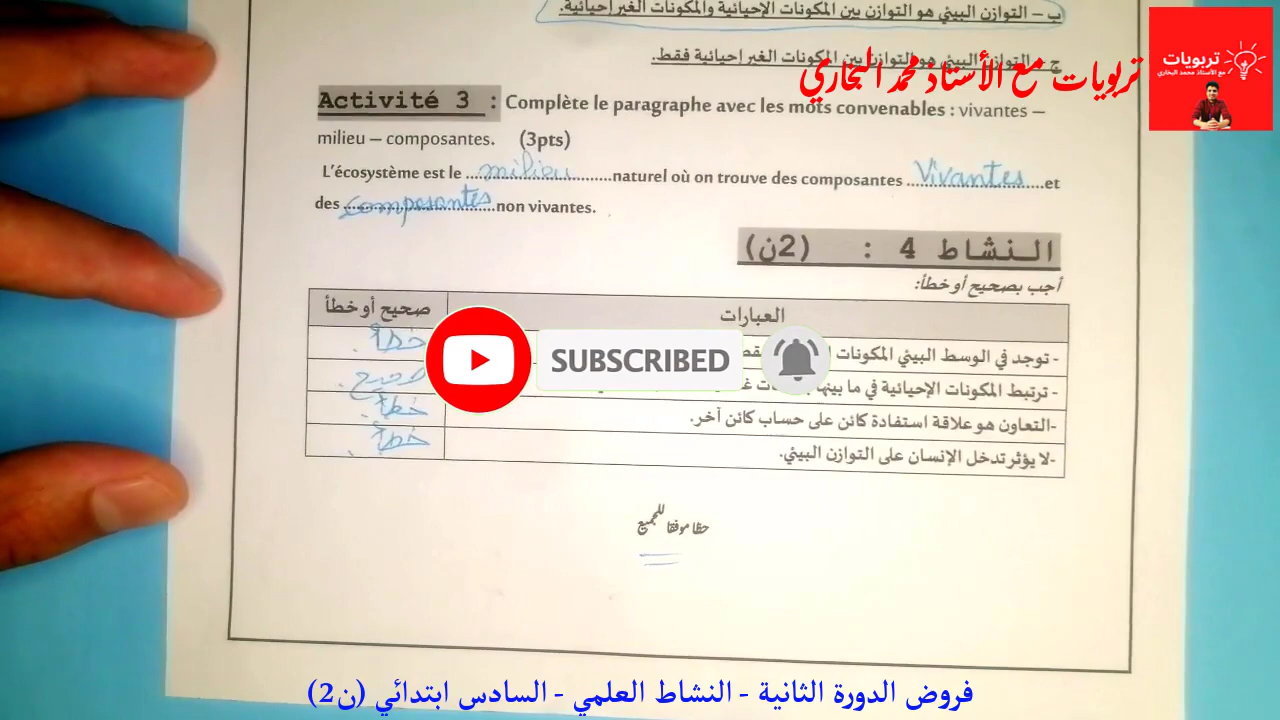 ب – التوازن البيئي هو التوازن بين المكونات الإحيائية والمكونات الغير إحيائية.
ج – التوازن البيئي هو التوازن بين المكونات الغير إحيائية فقط.
تربويات مع الأستاذ محمد البخاري
تربويات
مع الأستاذ محمد البخاري
Activité 3 : Complète le paragraphe avec les mots convenables : vivantes –
milieu – composantes. (3pts)
L'écosystème est le ...milieu...naturel où on trouve des composantes ...Vivantes...et
des ...composantes...non vivantes.
النشاط 4 : (2ن)
أجب بصحيح أو خطأ:
العبارات صحيح أو خطأ
- توجد في الوسط البيئي المكونات خطأ.
- ترتبط المكونات الإحيائية في ما بينها صحيح.
-التعاون هو علاقة استفادة كائن على حساب كائن آخر. خطأ.
-لا يؤثر تدخل الإنسان على التوازن البيئي. خطأ.
SUBSCRIBED
حظا موفقا للجميع
فروض الدورة الثانية - النشاط العلمي - السادس ابتدائي (ن2)